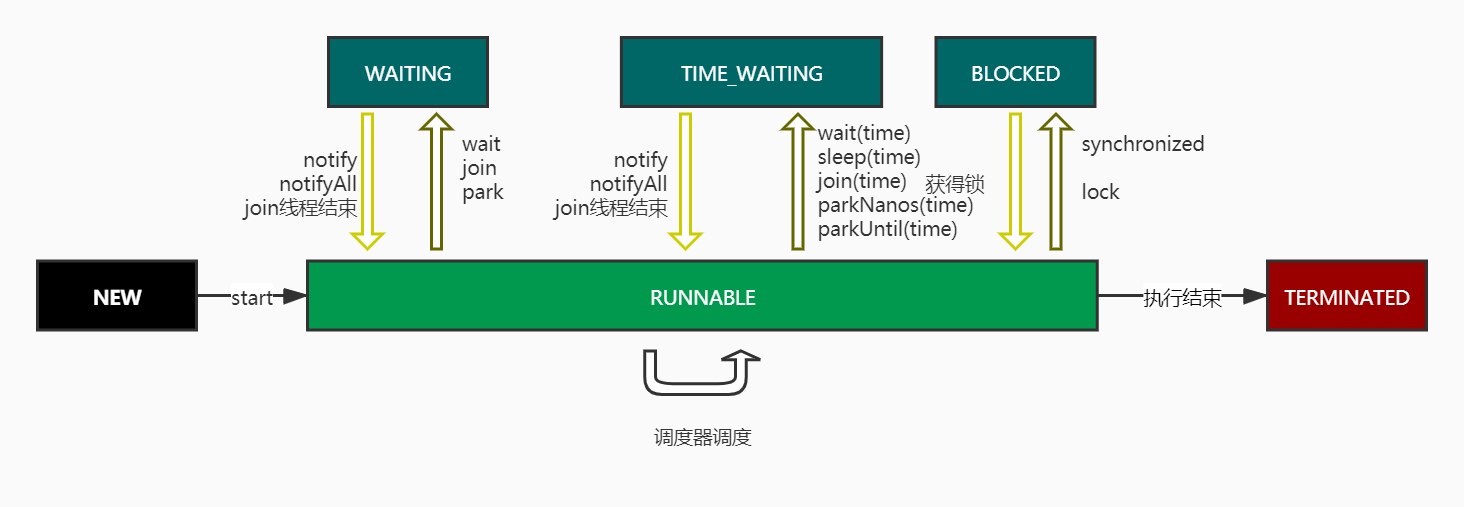 WAITING
TIME_WAITING
BLOCKED
notify
notifyAll
join线程结束
wait
join
park
notify
notifyAll
join线程结束
wait(time)
sleep(time)
join(time)
parkNanos(time)
parkUntil(time)
获得锁
synchronized
lock
NEW
start
RUNNABLE
执行结束
TERMINATED
调度器调度